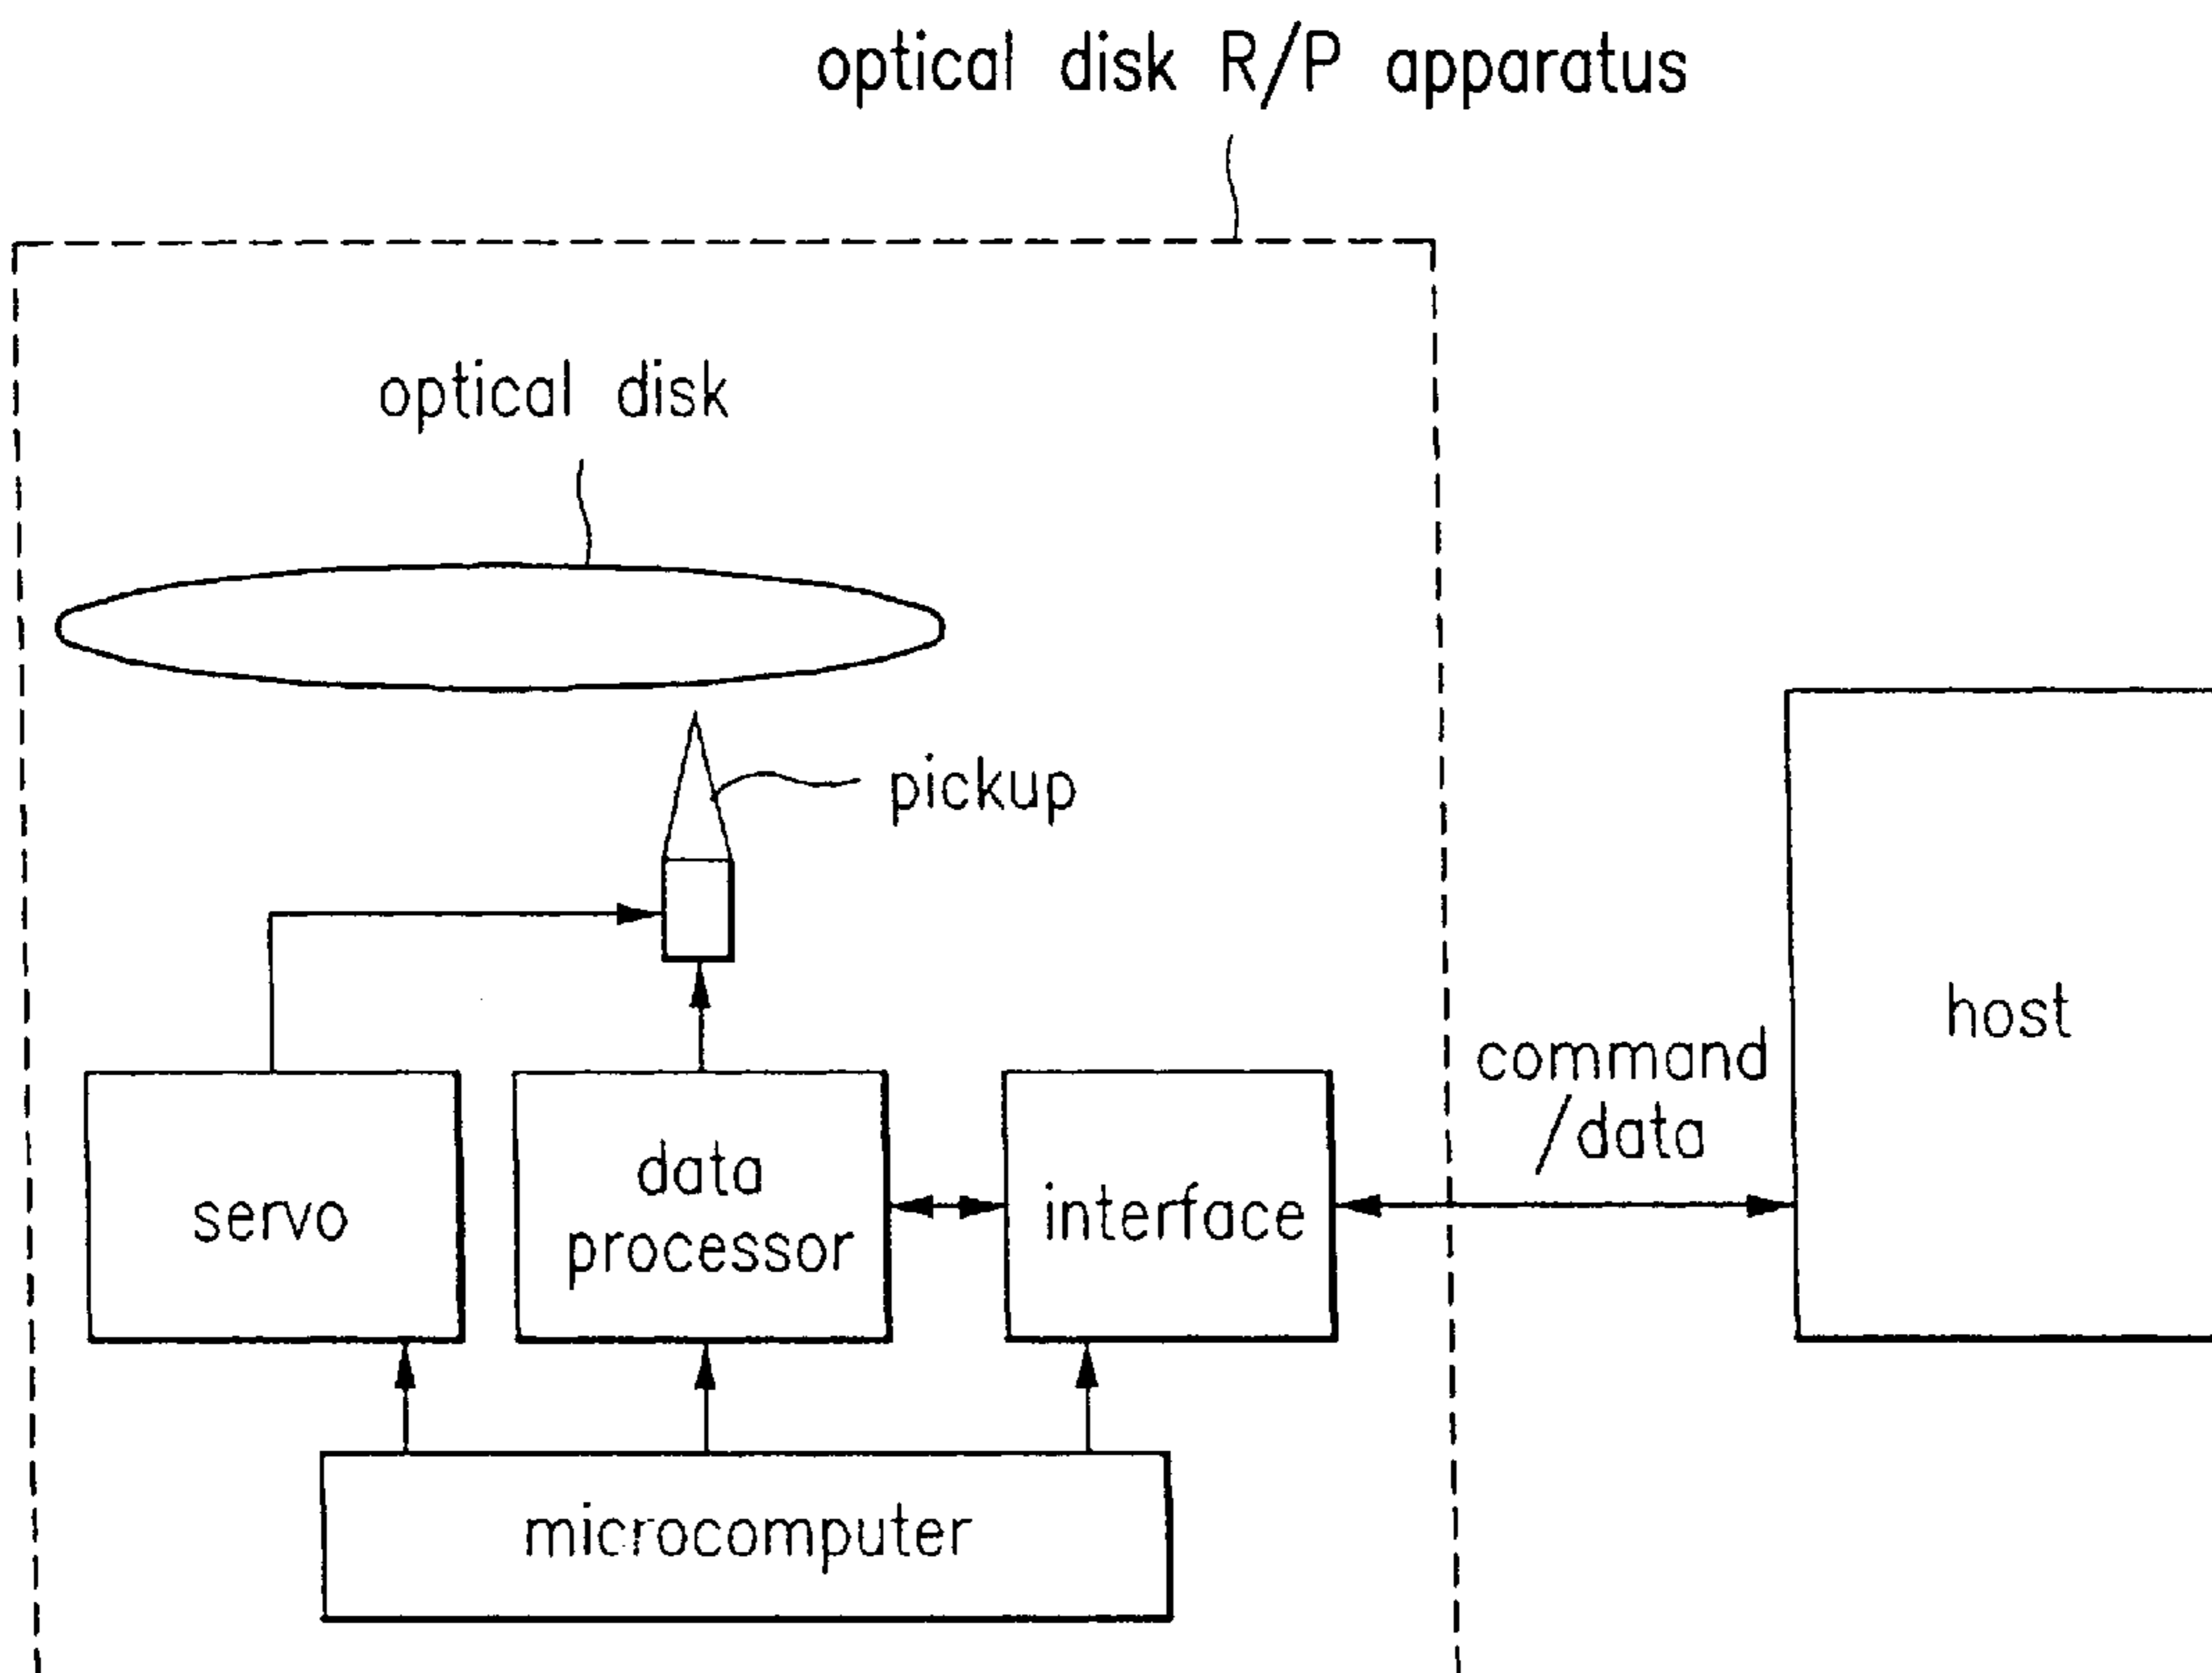 optical disk R/P apparatus
optical disk
pickup
host
command
/data
servo
data
processor
interface
microcomputer